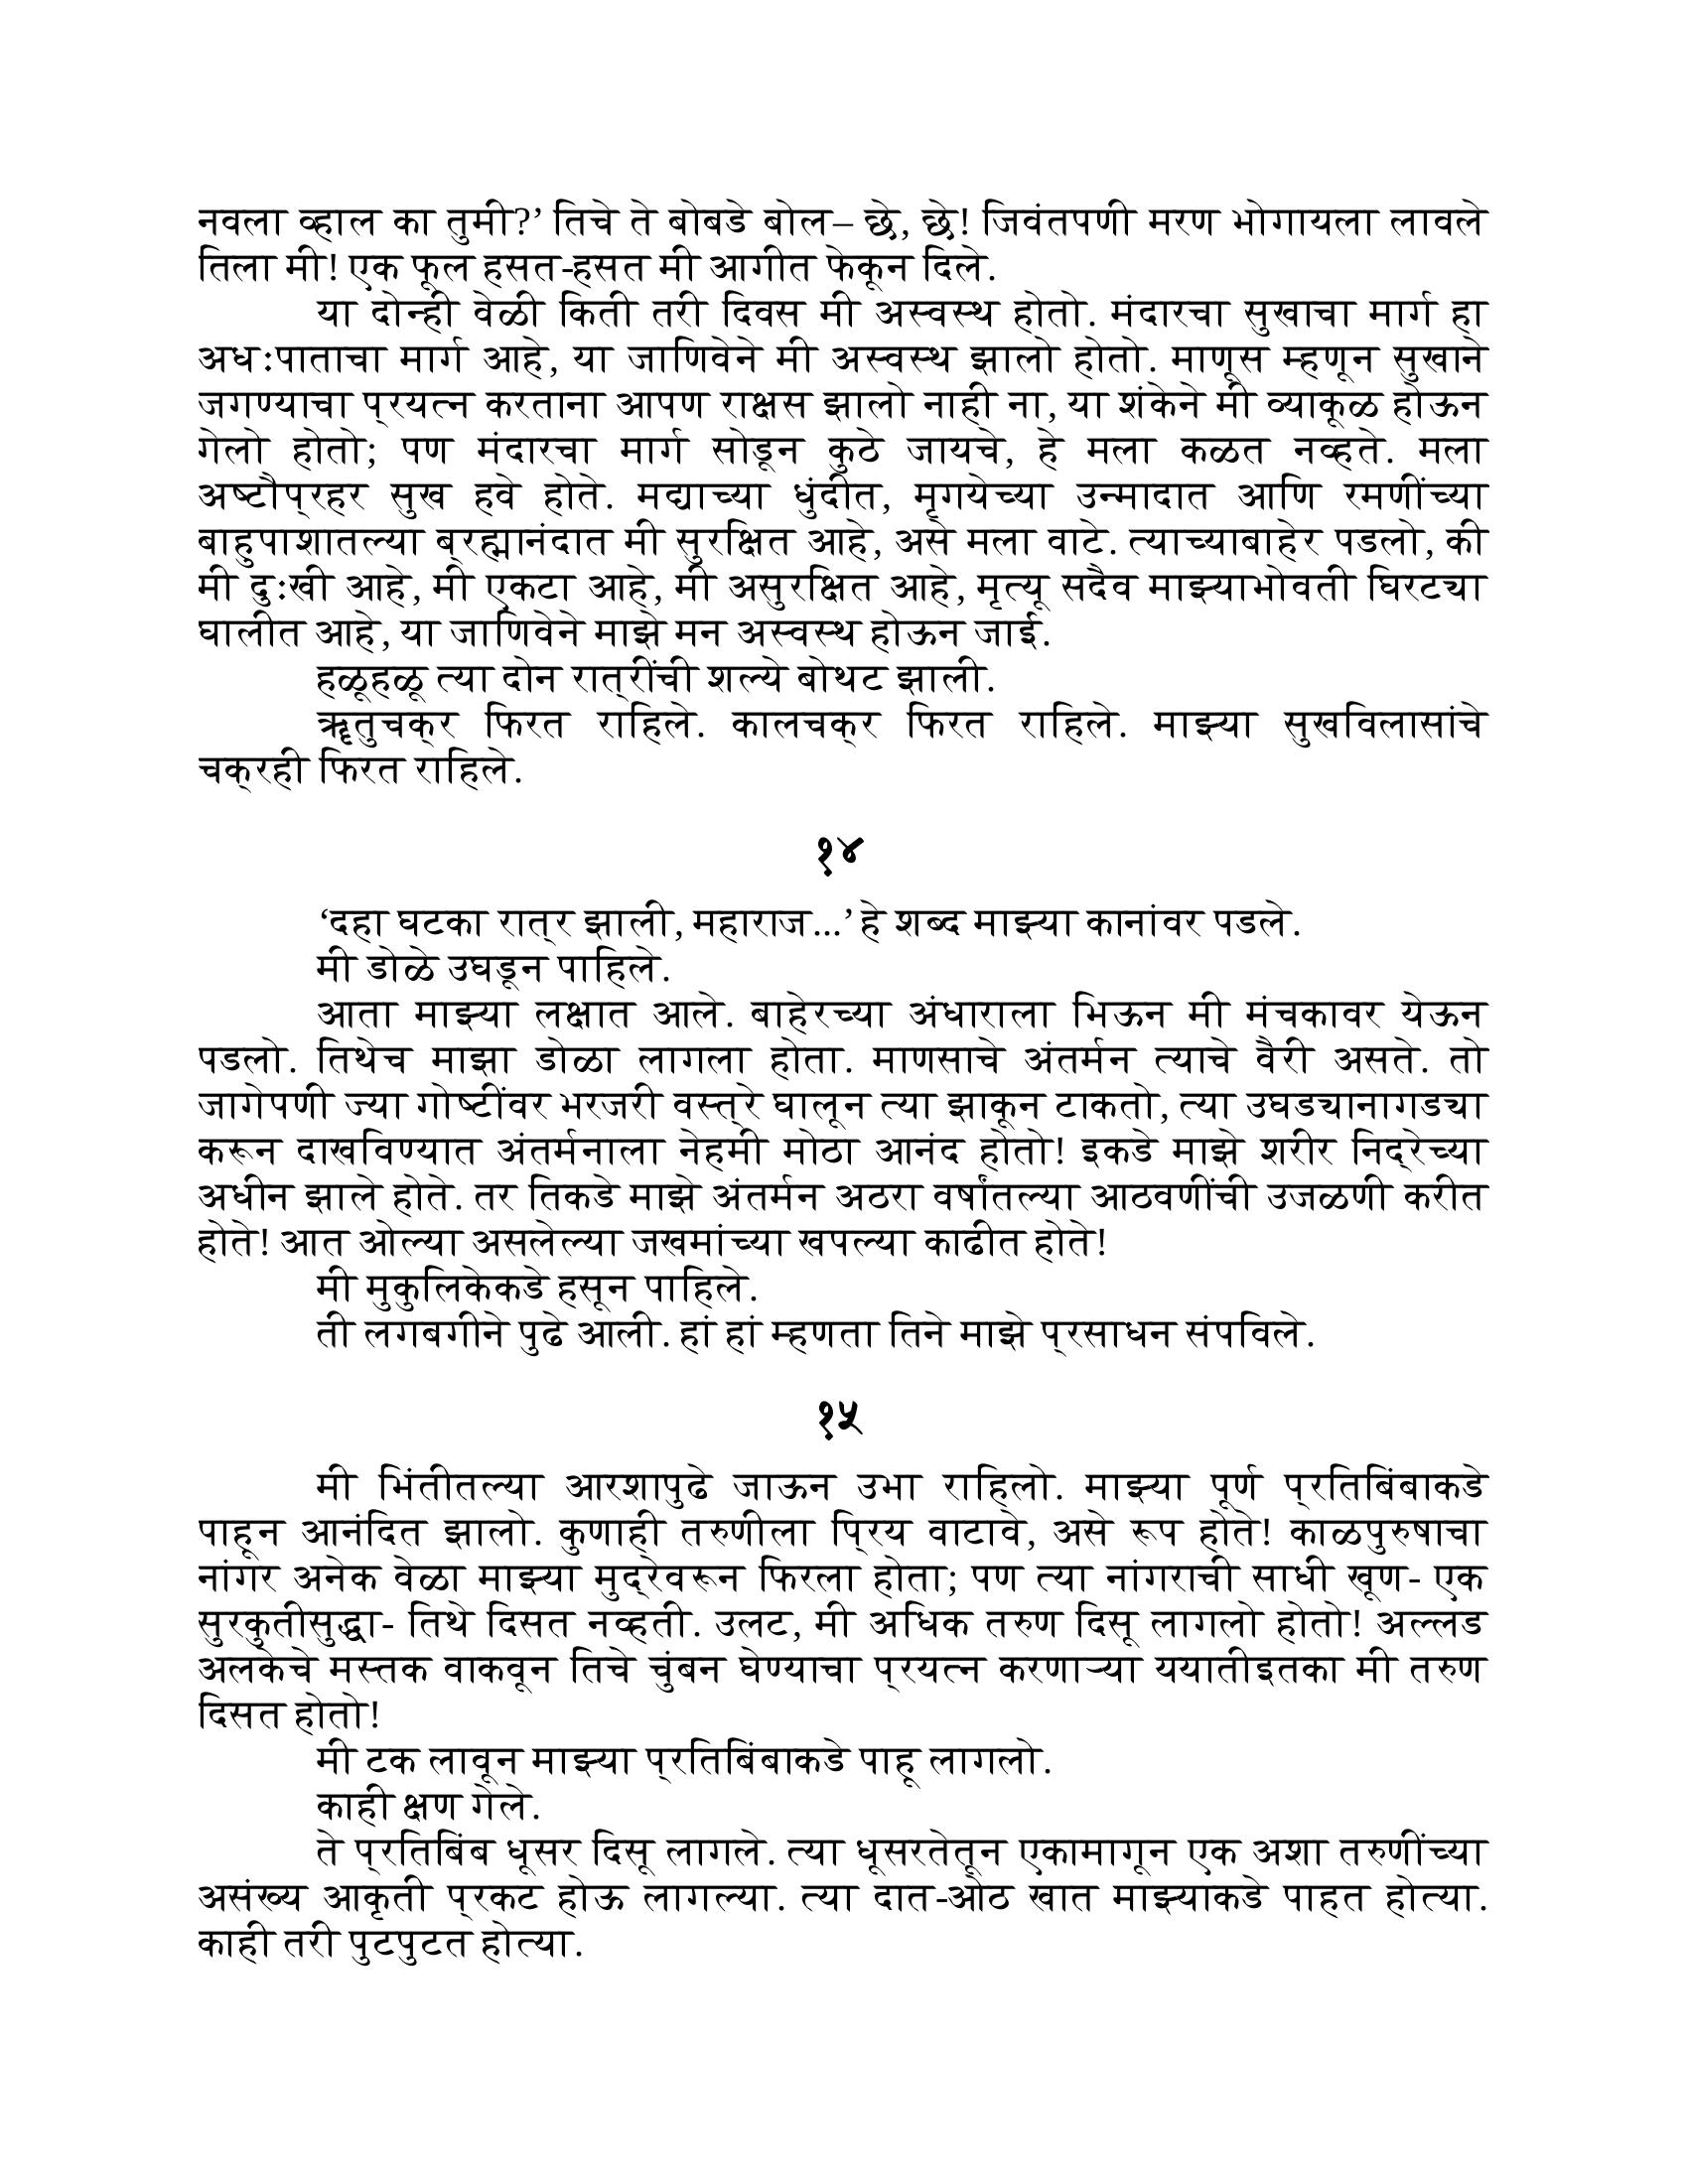 नवला व्हाल का तुमी?’ तिचे ते बोबडे बोल– छे, छे! जिवंतपणी मरण भोगायला लावले
तिला मी! एक फूल हसत-हसत मी आगीत फेकून दिले.
या दोन्ही वेळी किती तरी दिवस मी अस्वस्थ होतो. मंदारचा सुखाचा मार्ग हा
अधःपाताचा मार्ग आहे, या जाणिवेने मी अस्वस्थ झालो होतो. माणूस म्हणून सुखाने
जगण्याचा प्रयत्न करताना आपण राक्षस झालो नाही ना, या शंकेने मी व्याकूळ होऊन
गेलो होतो; पण मंदारचा मार्ग सोडून कुठे जायचे, हे मला कळत नव्हते. मला
अष्टौप्रहर सुख हवे होते. मद्याच्या धुंदीत, मृगयेच्या उन्मादात आणि रमणींच्या
बाहुपाशातल्या ब्रह्मानंदात मी सुरक्षित आहे, असे मला वाटे. त्याच्याबाहेर पडलो, की
मी दुःखी आहे, मी एकटा आहे, मी असुरक्षित आहे, मृत्यू सदैव माझ्याभोवती घिरट्या
घालीत आहे, या जाणिवेने माझे मन अस्वस्थ होऊन जाई.
हळूहळू त्या दोन रात्रींची शल्ये बोथट झाली.
ॠतुचक्र फिरत राहिले. कालचक्र फिरत राहिले. माझ्या सुखविलासांचे
चक्रही फिरत राहिले.
१४
‘दहा घटका रात्र झाली, महाराज...’ हे शब्द माझ्या कानांवर पडले.
मी डोळे उघडून पाहिले.
आता माझ्या लक्षात आले. बाहेरच्या अंधाराला भिऊन मी मंचकावर येऊन
पडलो. तिथेच माझा डोळा लागला होता. माणसाचे अंतर्मन त्याचे वैरी असते. तो
जागेपणी ज्या गोष्टींवर भरजरी वस्त्रे घालून त्या झाकून टाकतो, त्या उघड्यानागड्या
करून दाखविण्यात अंतर्मनाला नेहमी मोठा आनंद होतो! इकडे माझे शरीर निद्रेच्या
अधीन झाले होते. तर तिकडे माझे अंतर्मन अठरा वर्षांतल्या आठवणींची उजळणी करीत
होते! आत ओल्या असलेल्या जखमांच्या खपल्या काढीत होते!
मी मुकुलिकेकडे हसून पाहिले.
ती लगबगीने पुढे आली. हां हां म्हणता तिने माझे प्रसाधन संपविले.
१५
मी भिंतीतल्या आरशापुढे जाऊन उभा राहिलो. माझ्या पूर्ण प्रतिबिंबाकडे
पाहून आनंदित झालो. कुणाही तरुणीला प्रिय वाटावे, असे रूप होते! काळपुरुषाचा
नांगर अनेक वेळा माझ्या मुद्रेवरून फिरला होता; पण त्या नांगराची साधी खूण- एक
सुरकुतीसुद्धा- तिथे दिसत नव्हती. उलट, मी अधिक तरुण दिसू लागलो होतो! अल्लड
अलकेचे मस्तक वाकवून तिचे चुंबन घेण्याचा प्रयत्न करणाऱ्या ययातीइतका मी तरुण
दिसत होतो!
मी टक लावून माझ्या प्रतिबिंबाकडे पाहू लागलो.
काही क्षण गेले.
ते प्रतिबिंब धूसर दिसू लागले. त्या धूसरतेतून एकामागून एक अशा तरुणींच्या
असंख्य आकृती प्रकट होऊ लागल्या. त्या दात-ओठ खात माझ्याकडे पाहत होत्या.
काही तरी पुटपुटत होत्या.